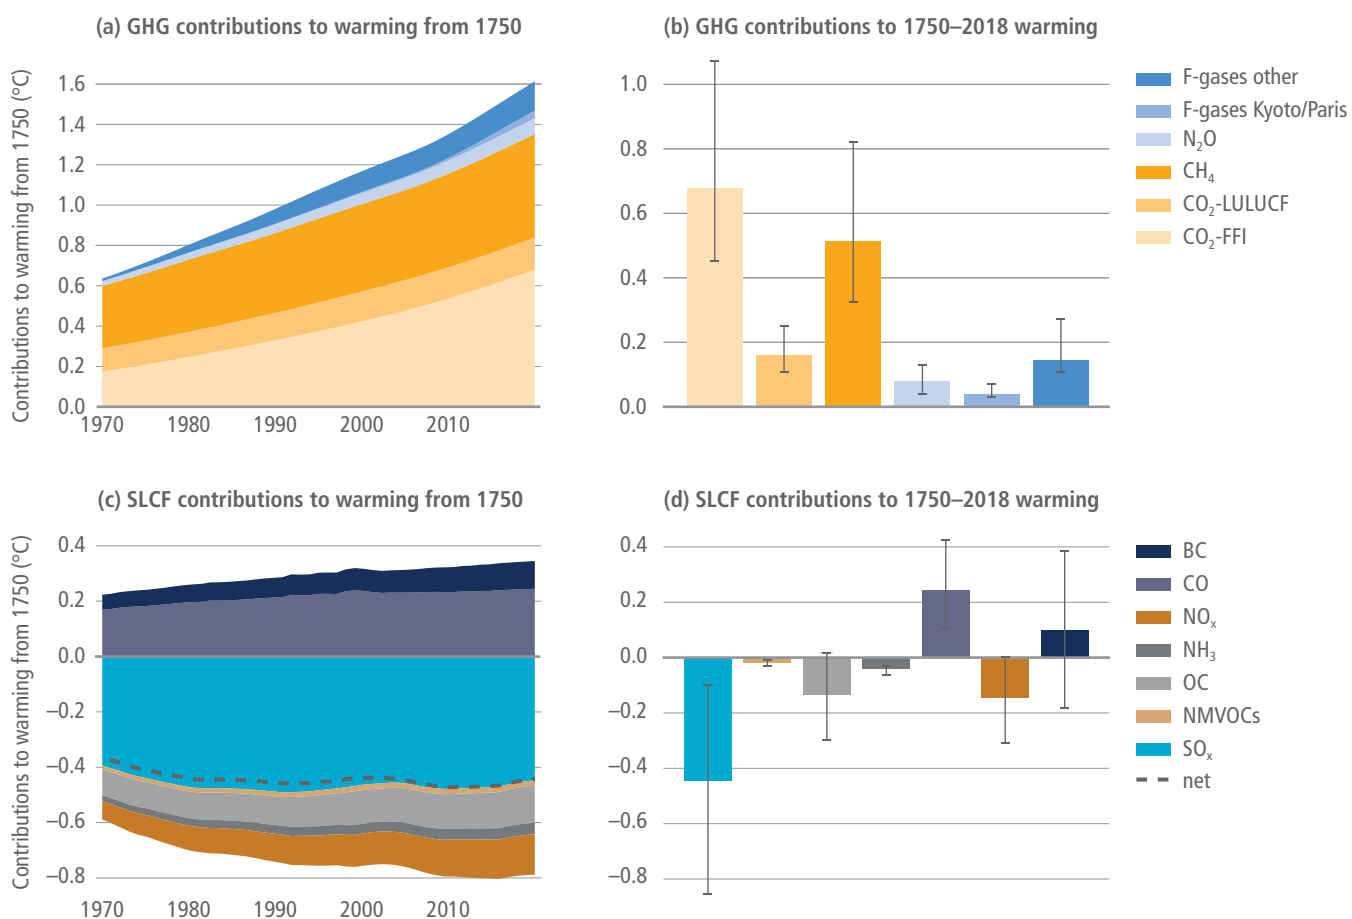 (a) GHG contributions to warming from 1750
(b) GHG contributions to 1750–2018 warming
Contributions to warming from 1750 (°C)
1.6
1.4
1.2
1.0
0.8
0.6
0.4
0.2
0.0
1970
1980
1990
2000
2010
1.0
0.8
0.6
0.4
0.2
0.0
F-gases other
F-gases Kyoto/Paris
N₂O
CH₄
CO₂-LULUCF
CO₂-FFI
(c) SLCF contributions to warming from 1750
(d) SLCF contributions to 1750–2018 warming
Contributions to warming from 1750 (°C)
0.4
0.2
0.0
–0.2
–0.4
–0.6
–0.8
1970
1980
1990
2000
2010
0.4
0.2
0.0
–0.2
–0.4
–0.6
–0.8
BC
CO
NOₓ
NH₃
OC
NMVOCs
SOₓ
net